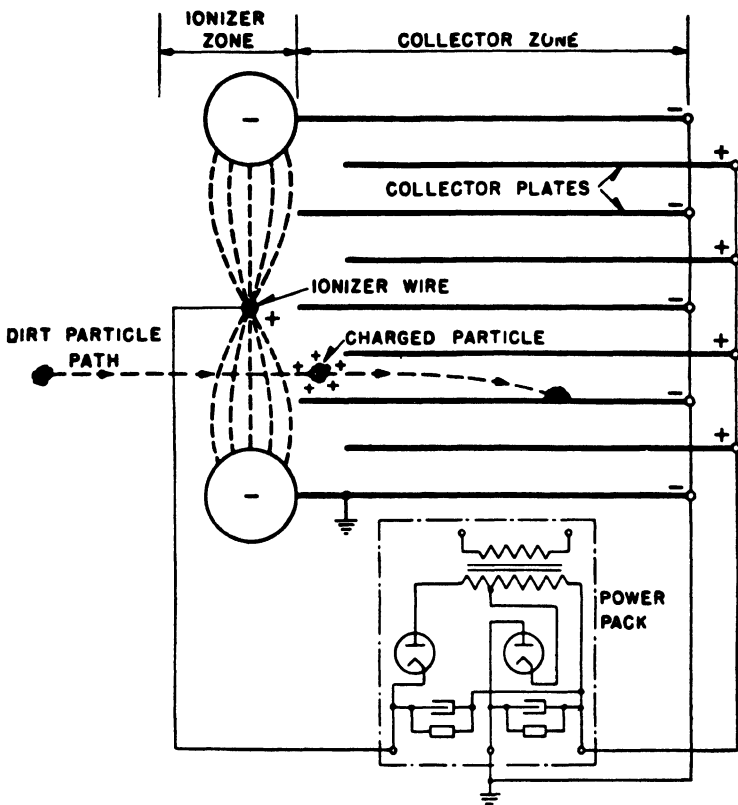 IONIZER
ZONE
COLLECTOR ZONE
-
-
+
COLLECTOR PLATES
-
+
IONIZER WIRE
-
+
DIRT PARTICLE
PATH
CHARGED PARTICLE
+
+ + + + + +
-
+
-
-
POWER
PACK